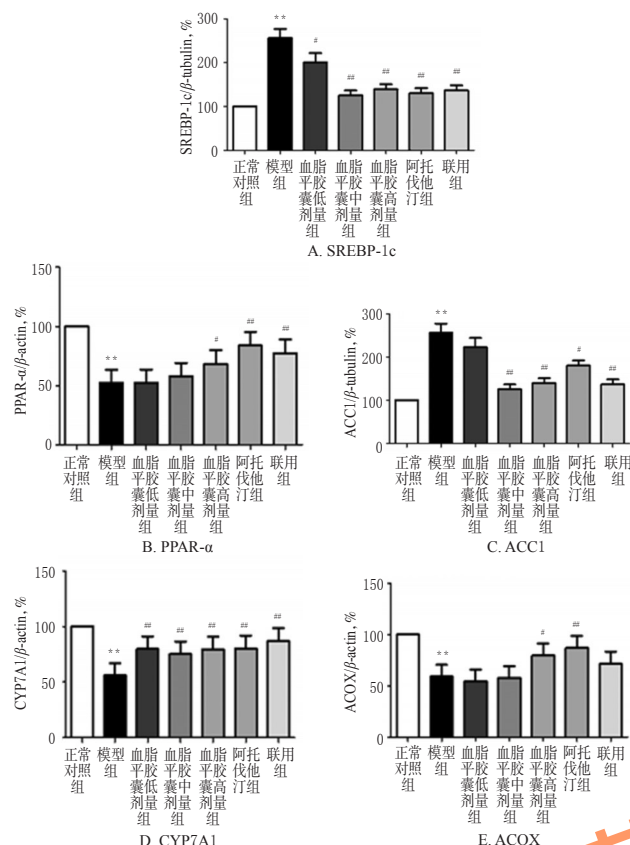 300
200
100
0
SREBP-1c/β-tubulin, %
**
#
##
##
##
##
正常对照组
模型组
血脂平胶囊低剂量组
血脂平胶囊中剂量组
血脂平胶囊高剂量组
阿托伐他汀组
联用组
A. SREBP-1c
150
100
50
0
PPAR-α/β-actin, %
**
#
##
##
正常对照组
模型组
血脂平胶囊低剂量组
血脂平胶囊中剂量组
血脂平胶囊高剂量组
阿托伐他汀组
联用组
B. PPAR-α
300
200
100
0
ACC1/β-tubulin, %
**
##
##
#
##
正常对照组
模型组
血脂平胶囊低剂量组
血脂平胶囊中剂量组
血脂平胶囊高剂量组
阿托伐他汀组
联用组
C. ACC1
150
100
50
0
CYP7A1/β-actin, %
**
##
##
##
##
##
正常对照组
模型组
血脂平胶囊低剂量组
血脂平胶囊中剂量组
血脂平胶囊高剂量组
阿托伐他汀组
联用组
D. CYP7A1
150
100
50
0
ACOX/β-actin, %
**
#
##
正常对照组
模型组
血脂平胶囊低剂量组
血脂平胶囊中剂量组
血脂平胶囊高剂量组
阿托伐他汀组
联用组
E. ACOX